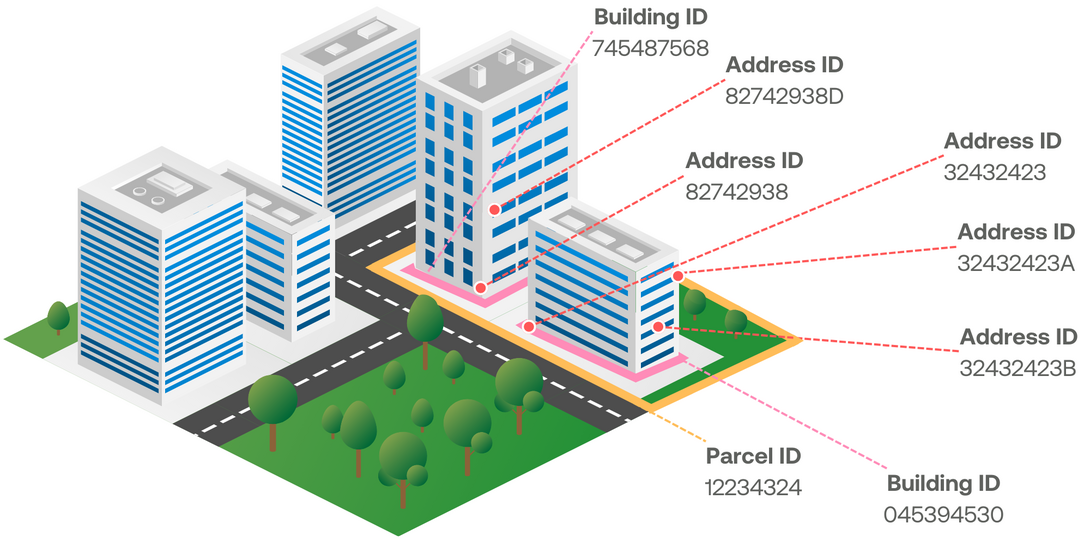 Building ID
745487568
Address ID
82742938D
Address ID
32432423
Address ID
82742938
Address ID
32432423A
Address ID
32432423B
Parcel ID
12234324
Building ID
045394530